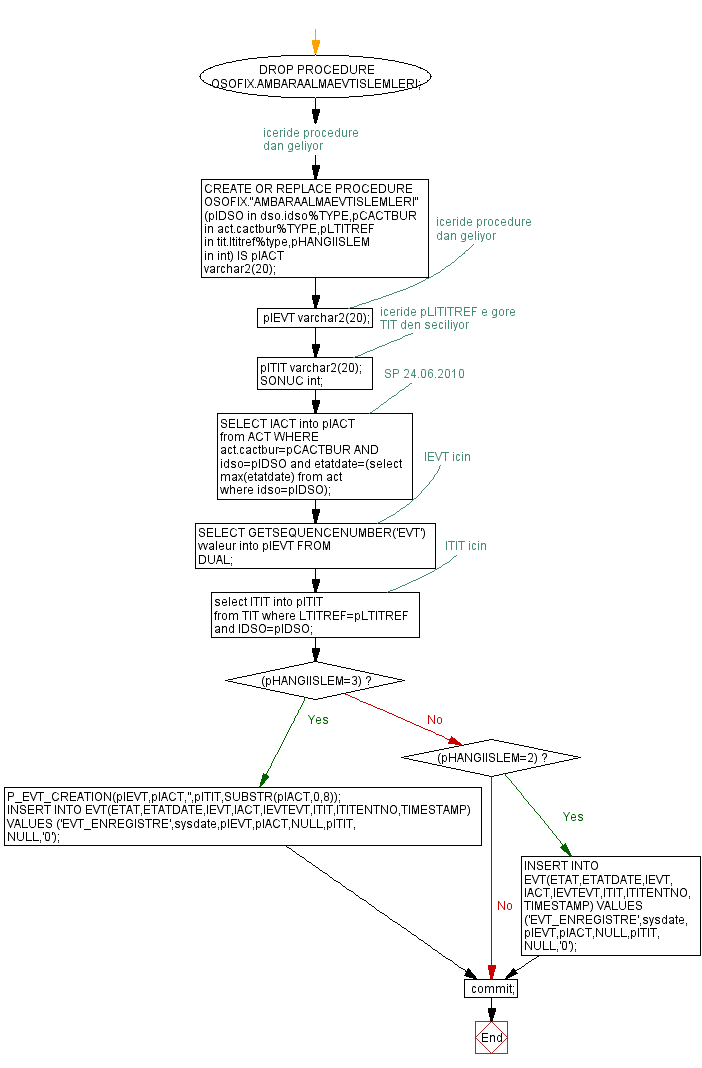 DROP PROCEDURE
OSOFIX.AMBARAALMAEVTISLEMLERI;
iceride procedure
dan geliyor
CREATE OR REPLACE PROCEDURE
OSOFIX."AMBARAALMAEVTISLEMLERI"
(pIDSO in dso.idso%TYPE,pCACTBUR
in act.cactbur%TYPE,pLTITREF
in tit.ltitref%type,pHANGIISLEM
in int) IS pIACT
varchar2(20);
iceride procedure
dan geliyor
pIEVT varchar2(20);
iceride pLITITREF e gore
TIT den seciliyor
pITIT varchar2(20);
SONUC int;
SP 24.06.2010
SELECT IACT into pIACT
from ACT WHERE
act.cactbur=pCACTBUR AND
idso=pIDSO and etatdate=(select
max(etatdate) from act
where idso=pIDSO);
IEVT icin
SELECT GETSEQUENCENUMBER('EVT')
vvaleur into pIEVT FROM
DUAL;
ITIT icin
select ITIT into pITIT
from TIT where LTITREF=pLTITREF
and IDSO=pIDSO;
(pHANGIISLEM=3) ?
Yes
No
(pHANGIISLEM=2) ?
P_EVT_CREATION(pIEVT,pIACT,'',pITIT,SUBSTR(pIACT,0,8));
INSERT INTO EVT(ETAT,ETATDATE,IEVT,IACT,IEVTEVT,ITIT,ITITENTNO,TIMESTAMP)
VALUES ('EVT_ENREGISTRE',sysdate,pIEVT,pIACT,NULL,pITIT,
NULL,'0');
Yes
INSERT INTO
EVT(ETAT,ETATDATE,IEVT,
IACT,IEVTEVT,ITIT,ITITENTNO,
TIMESTAMP) VALUES
('EVT_ENREGISTRE',sysdate,
pIEVT,pIACT,NULL,pITIT,
NULL,'0');
No
commit;
End